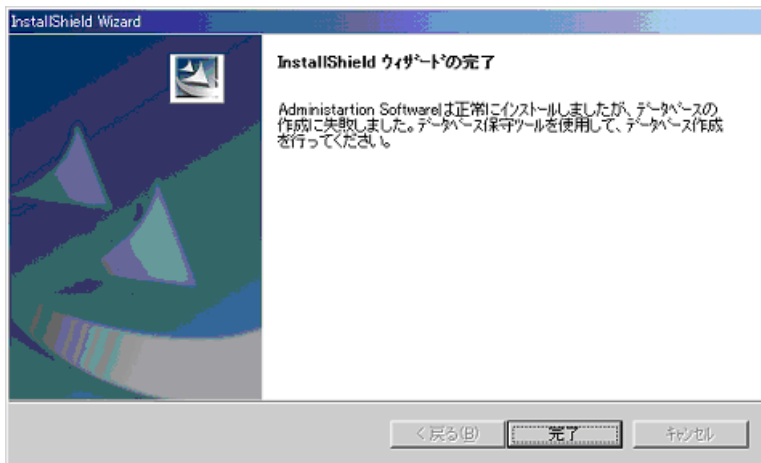 InstallShield Wizard
InstallShield ウィザードの完了
Administartion Softwareは正常にインストールしましたが、データベースの
作成に失敗しました。データベース保守ツールを使用して、データベース作成
を行ってください。
< 戻る(B)
完了
キャンセル